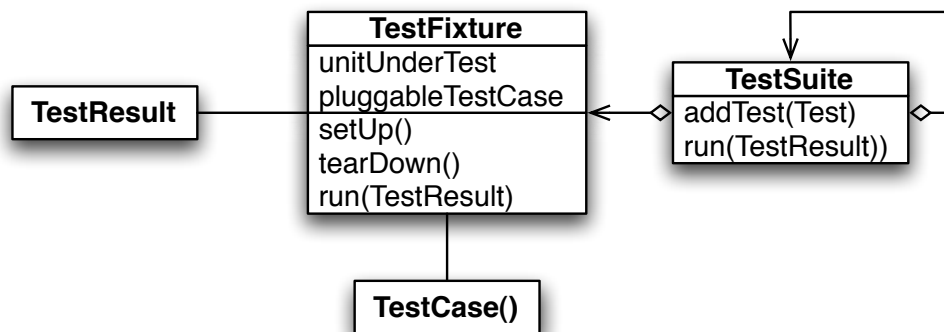 TestFixture
unitUnderTest
pluggableTestCase
setUp()
tearDown()
run(TestResult)
TestResult
TestSuite
addTest(Test)
run(TestResult))
TestCase()